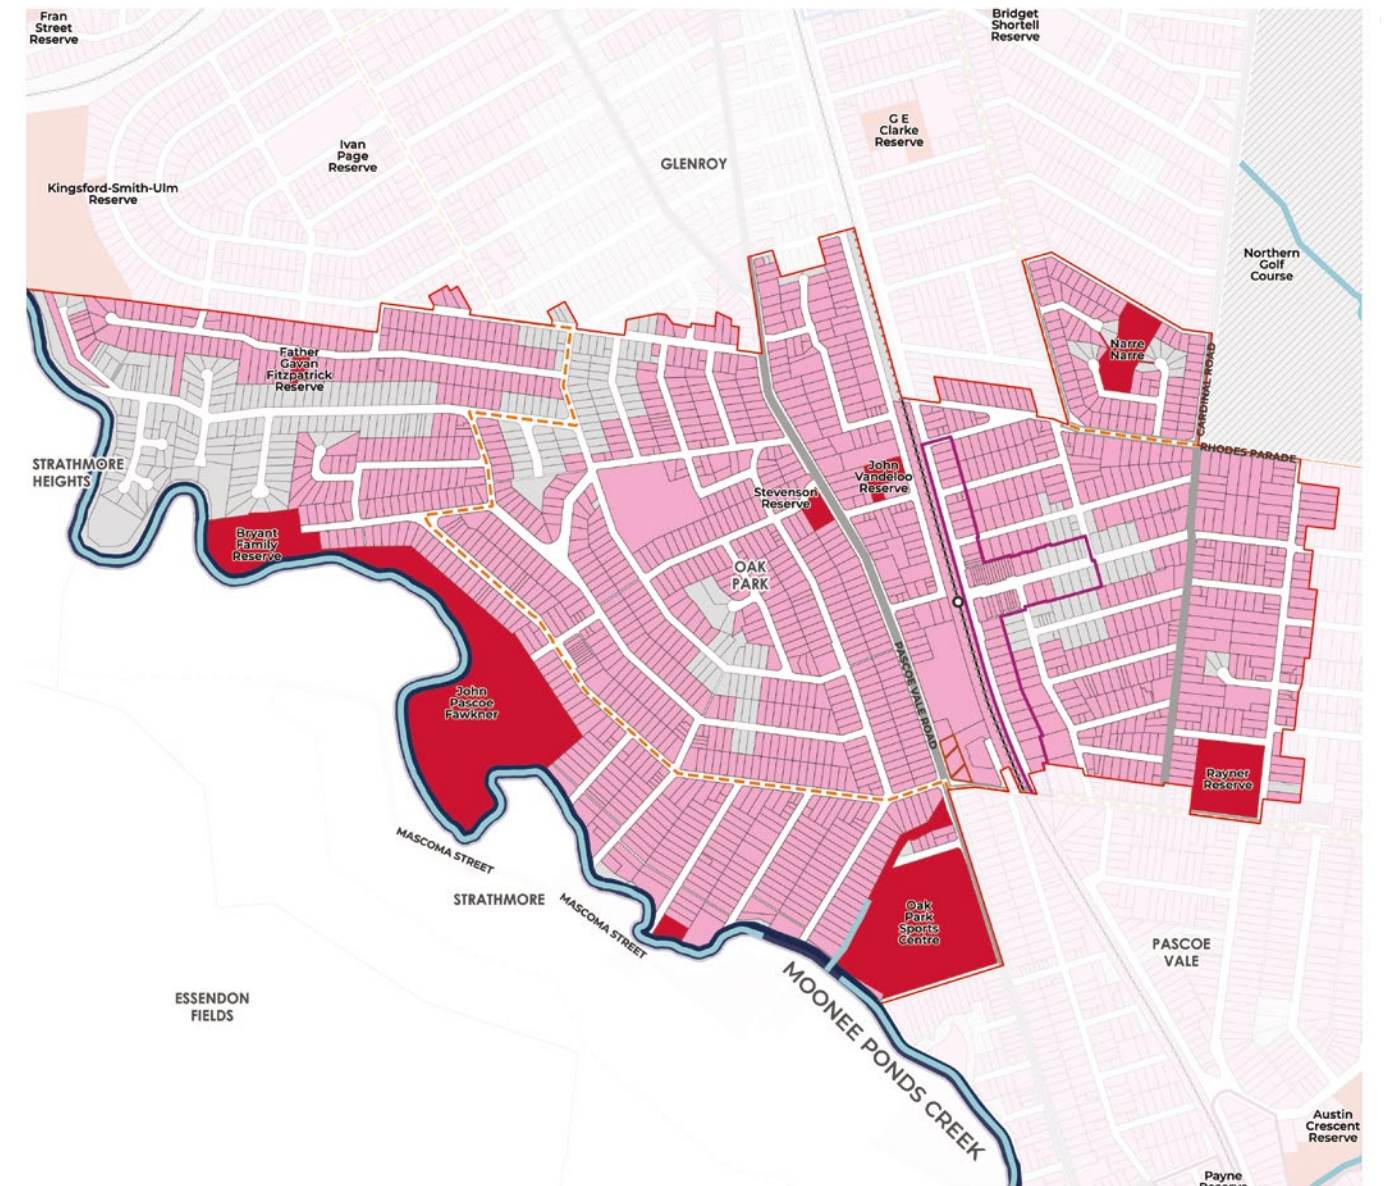 Fran
Street
Reserve
Bridget
Shortell
Reserve
G E
Clarke
Reserve
Ivan
Page
Reserve
GLENROY
Kingsford-Smith-Ulm
Reserve
Northern
Golf
Course
Narre
Narre
CARDINAL ROAD
Father
Gavan
Fitzpatrick
Reserve
RHODES PARADE
STRATHMORE
HEIGHTS
John
Vandeloo
Reserve
Stevenson
Reserve
Bryant
Family
Reserve
OAK
PARK
PASCOE VALE ROAD
John
Pascoe
Fawkner
Rayner
Reserve
MASCOMA STREET
STRATHMORE
MASCOMA STREET
Oak
Park
Sports
Centre
PASCOE
VALE
ESSENDON
FIELDS
MOONEE PONDS CREEK
Austin
Crescent
Reserve
Payne
Reserve